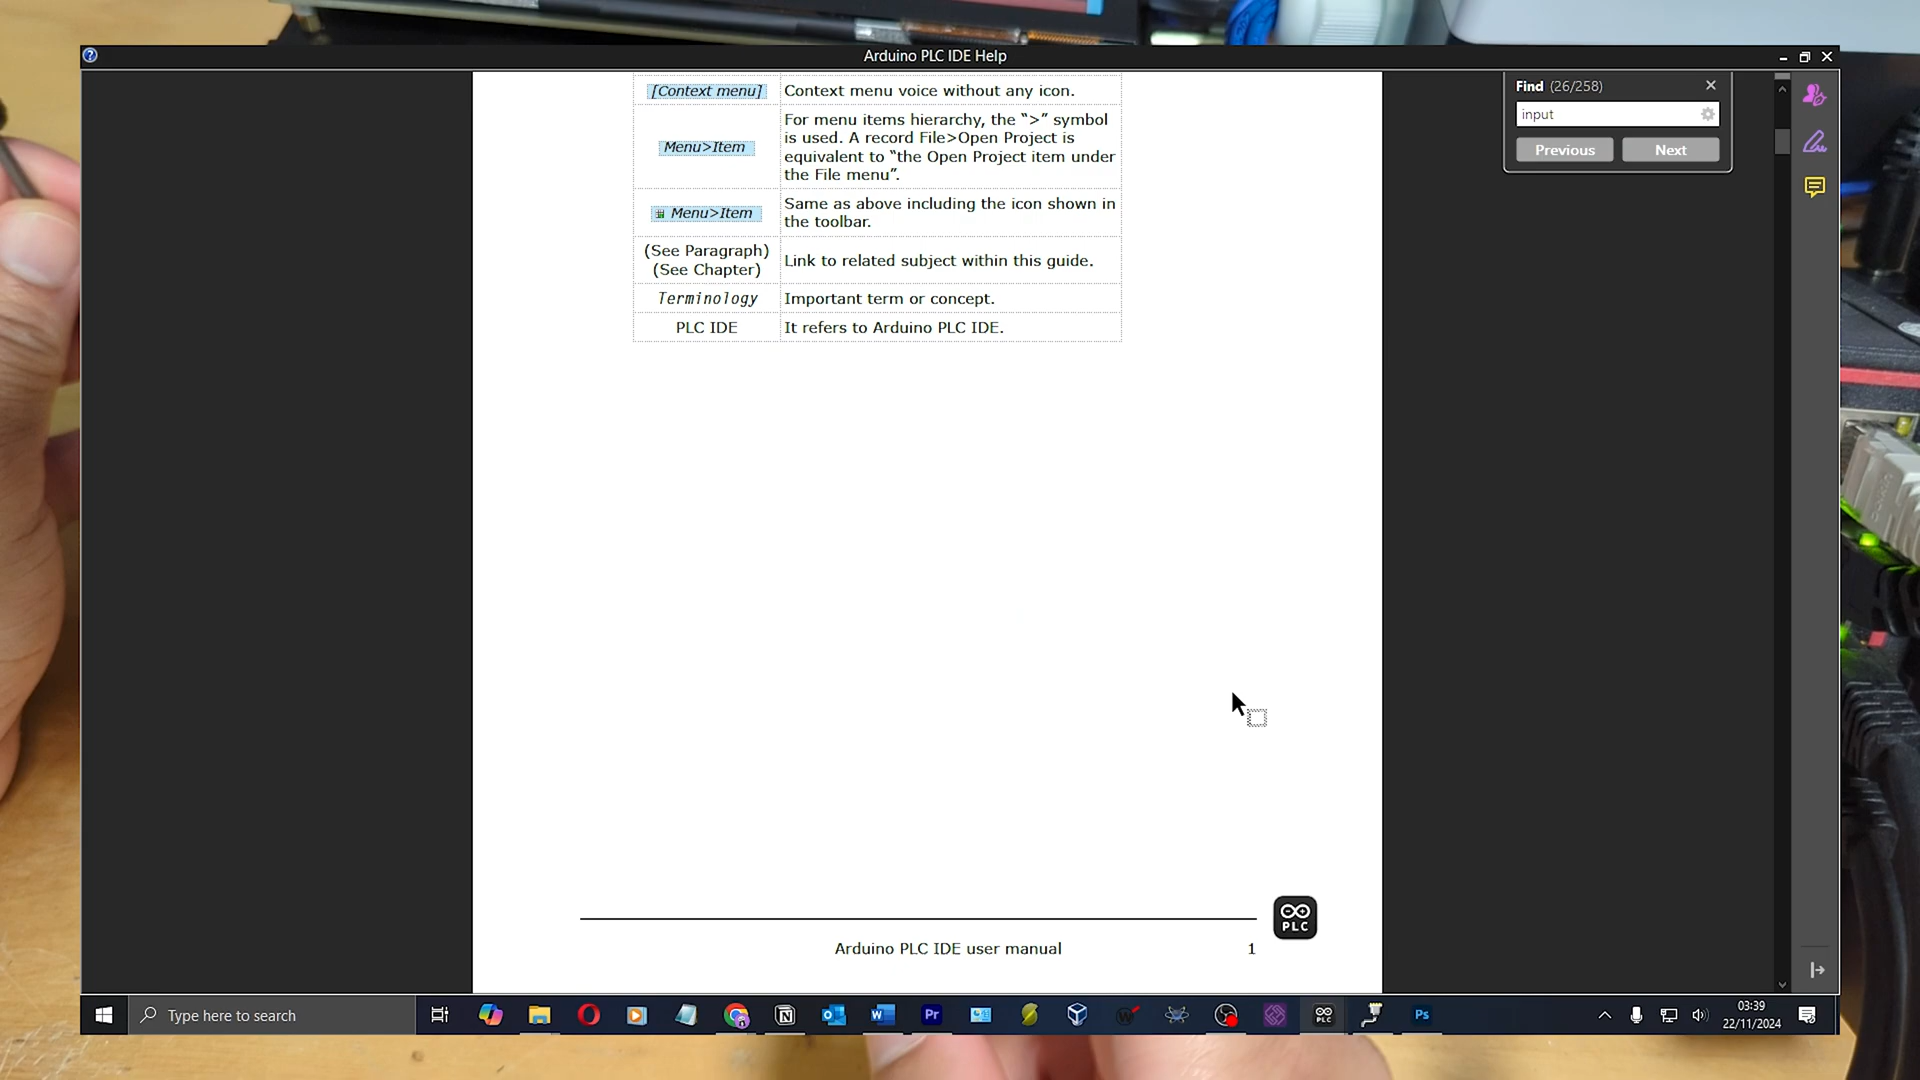 Arduino PLC IDE Help
[Context menu] Context menu voice without any icon.
Menu>Item
For menu items hierarchy, the “>” symbol
is used. A record File>Open Project is
equivalent to “the Open Project item under
the File menu”.
Menu>Item
Same as above including the icon shown in
the toolbar.
(See Paragraph)
(See Chapter)
Link to related subject within this guide.
Terminology Important term or concept.
PLC IDE It refers to Arduino PLC IDE.
Find (26/258)
input
Previous Next
PLC
Arduino PLC IDE user manual 1
Type here to search
Pr
PLC
Ps
03:39
22/11/2024